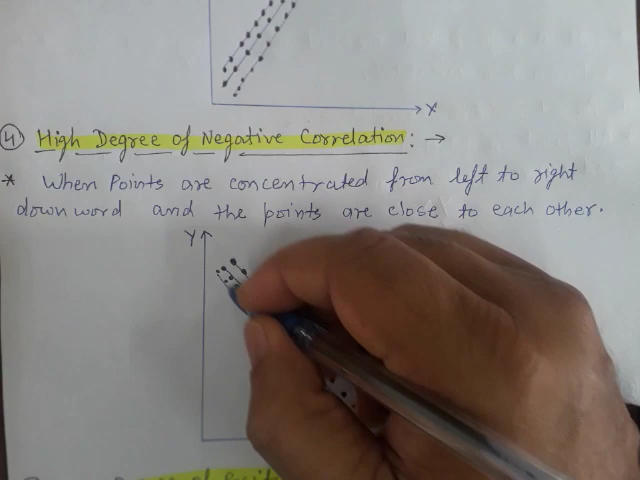 X
④ High Degree of Negative Correlation: →
* When Points are concentrated from left to right
downword and the points are close to each other.
Y